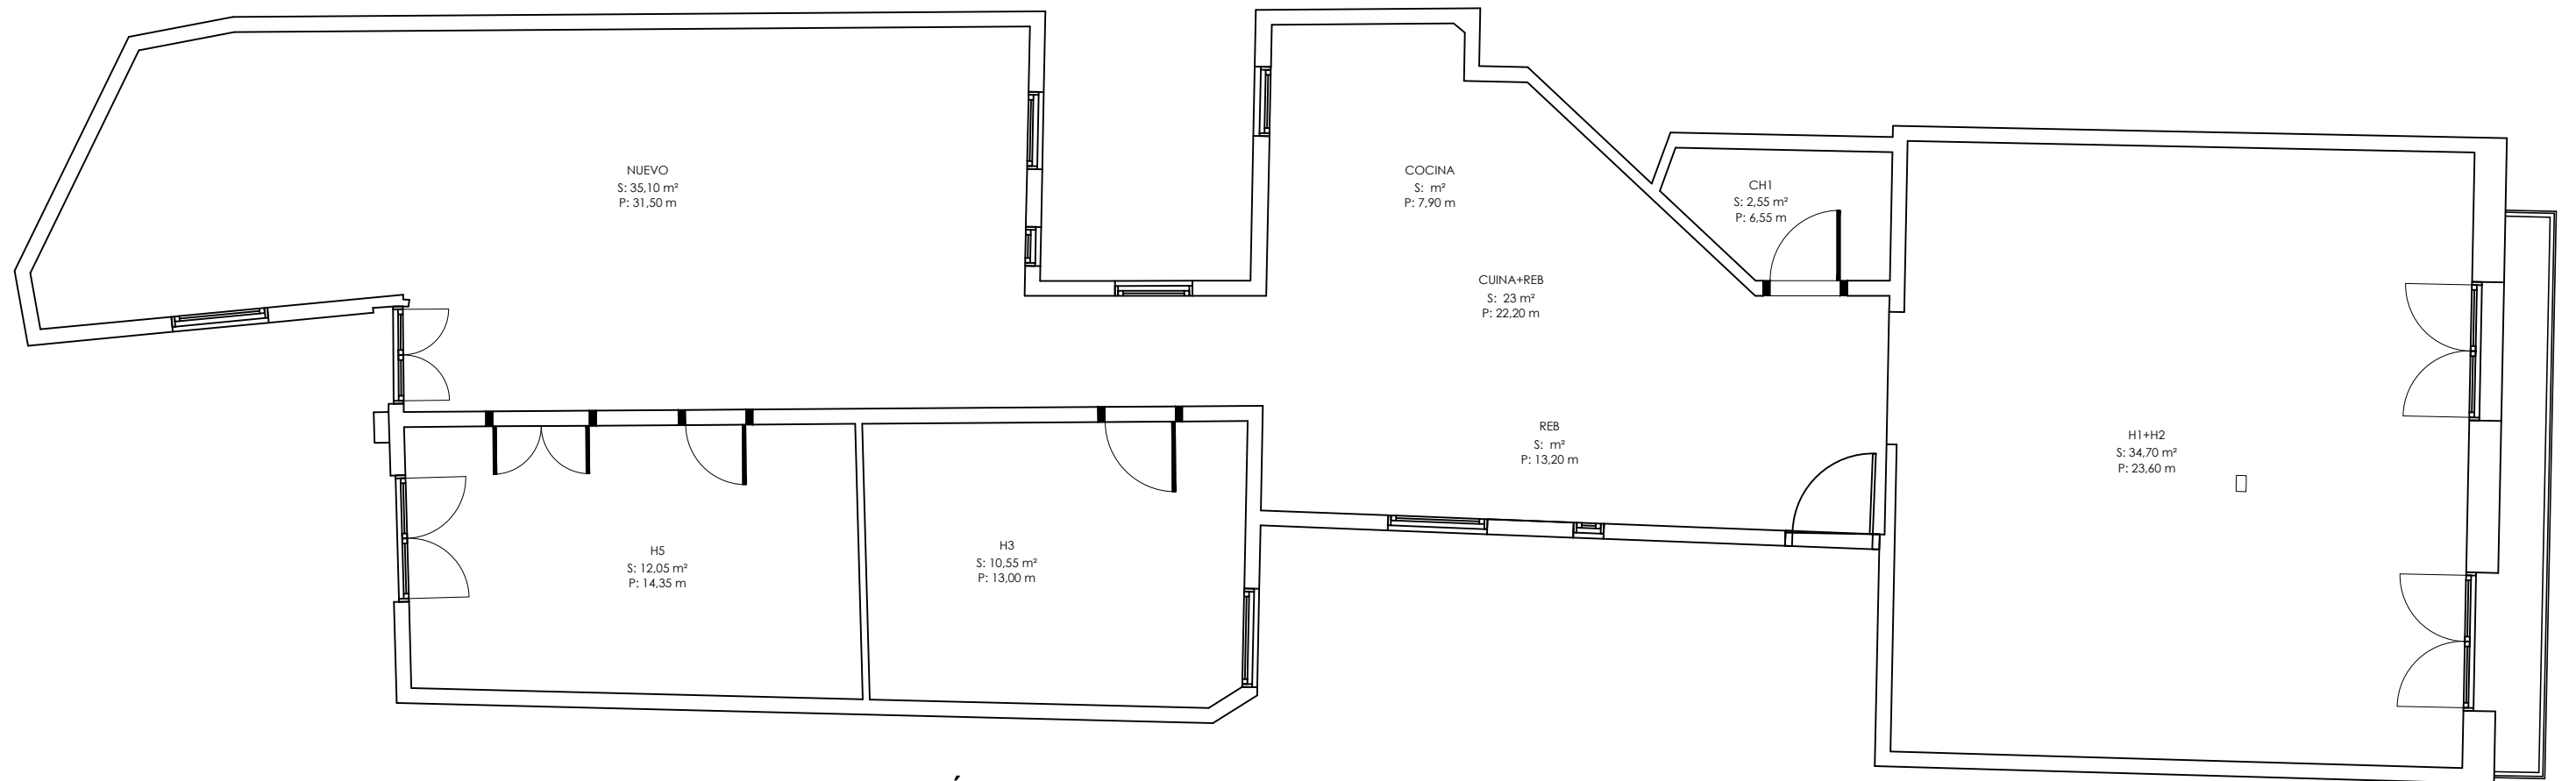 NUEVO
S: 35,10 m²
P: 31,50 m
COCINA
S: m²
P: 7,90 m
CH1
S: 2,55 m²
P: 6,55 m
CUINA+REB
S: 23 m²
P: 22,20 m
REB
S: m²
P: 13,20 m
H1+H2
S: 34,70 m²
P: 23,60 m
H5
S: 12,05 m²
P: 14,35 m
H3
S: 10,55 m²
P: 13,00 m